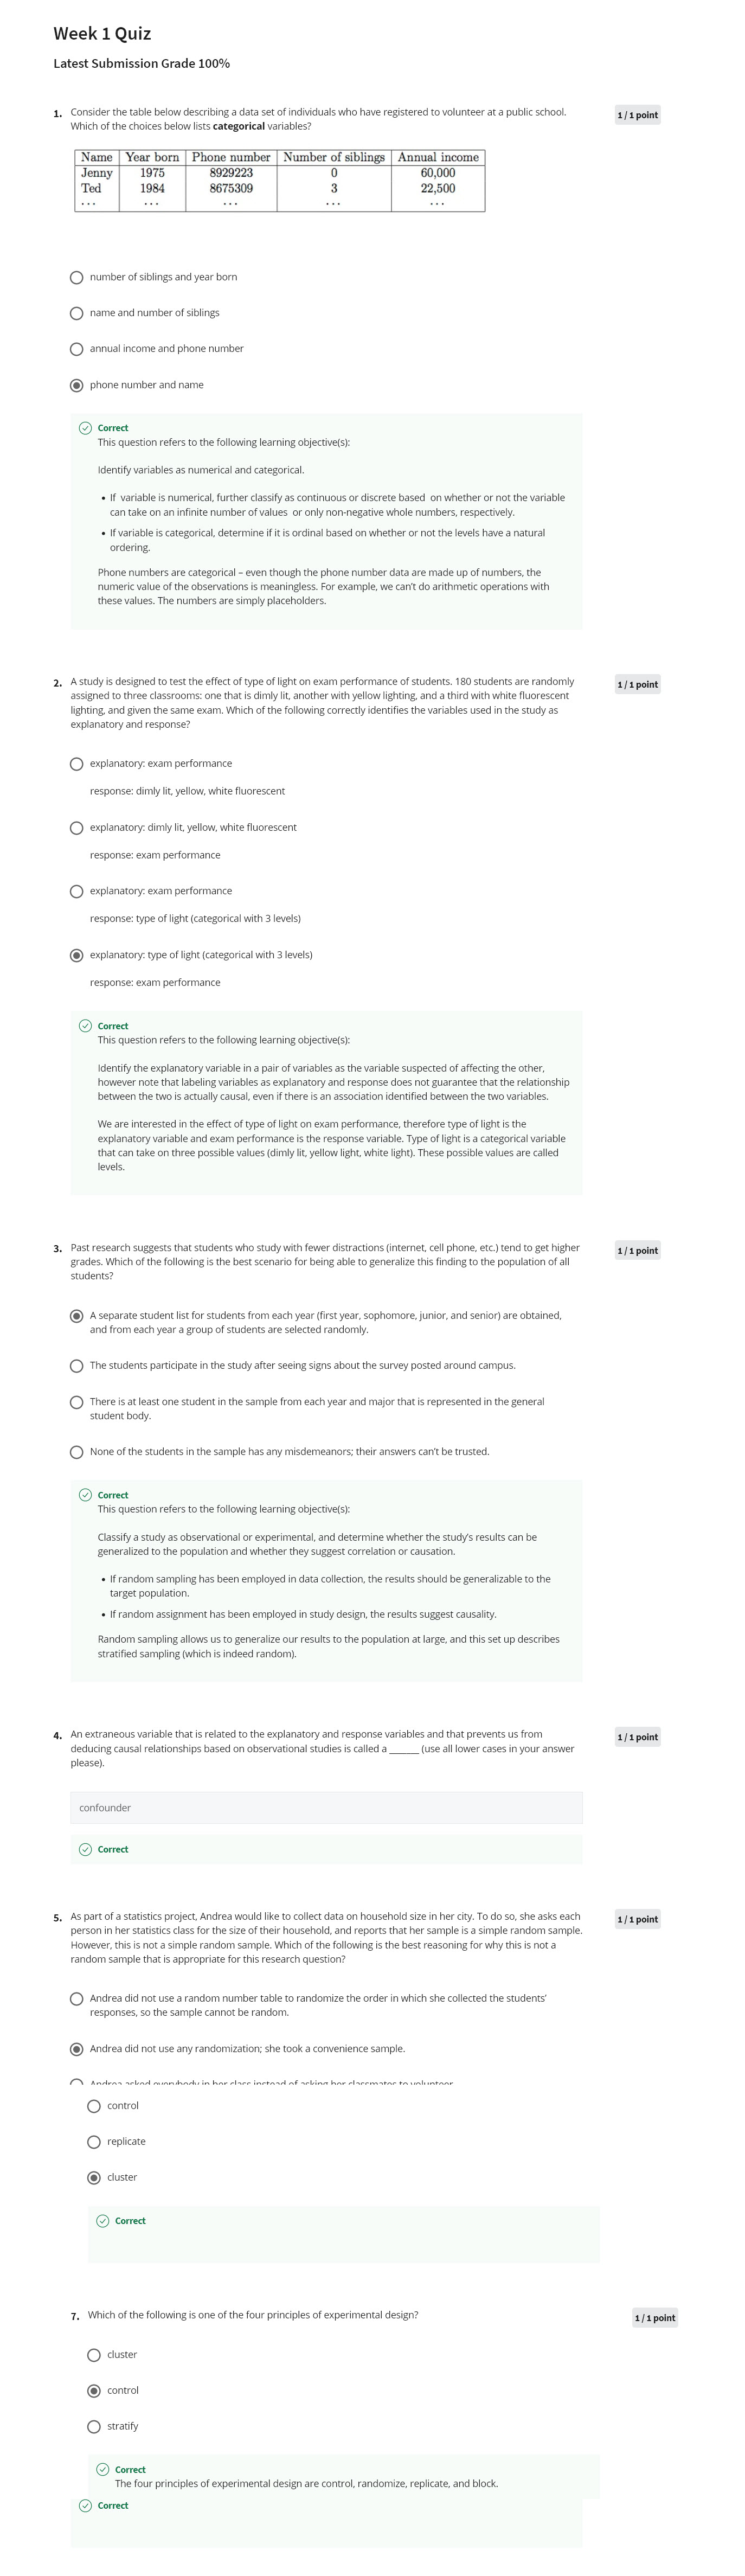 Week 1 Quiz
Latest Submission Grade 100%
1. Consider the table below describing a data set of individuals who have registered to volunteer at a public school. 1 / 1 point
Which of the choices below lists categorical variables?
Name Year born Phone number Number of siblings Annual income
Jenny 1975 8929223 0 60,000
Ted 1984 8675309 3 22,500
... ... ... ... ...
number of siblings and year born
name and number of siblings
annual income and phone number
phone number and name
Correct
This question refers to the following learning objective(s):
Identify variables as numerical and categorical.
• If variable is numerical, further classify as continuous or discrete based on whether or not the variable
can take on an infinite number of values or only non-negative whole numbers, respectively.
• If variable is categorical, determine if it is ordinal based on whether or not the levels have a natural
ordering.
Phone numbers are categorical – even though the phone number data are made up of numbers, the
numeric value of the observations is meaningless. For example, we can't do arithmetic operations with
these values. The numbers are simply placeholders.
2. A study is designed to test the effect of type of light on exam performance of students. 180 students are randomly 1 / 1 point
assigned to three classrooms: one that is dimly lit, another with yellow lighting, and a third with white fluorescent
lighting, and given the same exam. Which of the following correctly identifies the variables used in the study as
explanatory and response?
explanatory: exam performance
response: dimly lit, yellow, white fluorescent
explanatory: dimly lit, yellow, white fluorescent
response: exam performance
explanatory: exam performance
response: type of light (categorical with 3 levels)
explanatory: type of light (categorical with 3 levels)
response: exam performance
Correct
This question refers to the following learning objective(s):
Identify the explanatory variable in a pair of variables as the variable suspected of affecting the other,
however note that labeling variables as explanatory and response does not guarantee that the relationship
between the two is actually causal, even if there is an association identified between the two variables.
We are interested in the effect of type of light on exam performance, therefore type of light is the
explanatory variable and exam performance is the response variable. Type of light is a categorical variable
that can take on three possible values (dimly lit, yellow light, white light). These possible values are called
levels.
3. Past research suggests that students who study with fewer distractions (internet, cell phone, etc.) tend to get higher 1 / 1 point
grades. Which of the following is the best scenario for being able to generalize this finding to the population of all
students?
A separate student list for students from each year (first year, sophomore, junior, and senior) are obtained,
and from each year a group of students are selected randomly.
The students participate in the study after seeing signs about the survey posted around campus.
There is at least one student in the sample from each year and major that is represented in the general
student body.
None of the students in the sample has any misdemeanors; their answers can't be trusted.
Correct
This question refers to the following learning objective(s):
Classify a study as observational or experimental, and determine whether the study's results can be
generalized to the population and whether they suggest correlation or causation.
• If random sampling has been employed in data collection, the results should be generalizable to the
target population.
• If random assignment has been employed in study design, the results suggest causality.
Random sampling allows us to generalize our results to the population at large, and this set up describes
stratified sampling (which is indeed random).
4. An extraneous variable that is related to the explanatory and response variables and that prevents us from 1 / 1 point
deducing causal relationships based on observational studies is called a ______ (use all lower cases in your answer
please).
confounder
Correct
5. As part of a statistics project, Andrea would like to collect data on household size in her city. To do so, she asks each 1 / 1 point
person in her statistics class for the size of their household, and reports that her sample is a simple random sample.
However, this is not a simple random sample. Which of the following is the best reasoning for why this is not a
random sample that is appropriate for this research question?
Andrea did not use a random number table to randomize the order in which she collected the students'
responses, so the sample cannot be random.
Andrea did not use any randomization; she took a convenience sample.
Andrea asked everybody in her class instead of asking her classmates to volunteer
control
replicate
cluster
Correct
7. Which of the following is one of the four principles of experimental design? 1 / 1 point
cluster
control
stratify
Correct
The four principles of experimental design are control, randomize, replicate, and block.
Correct